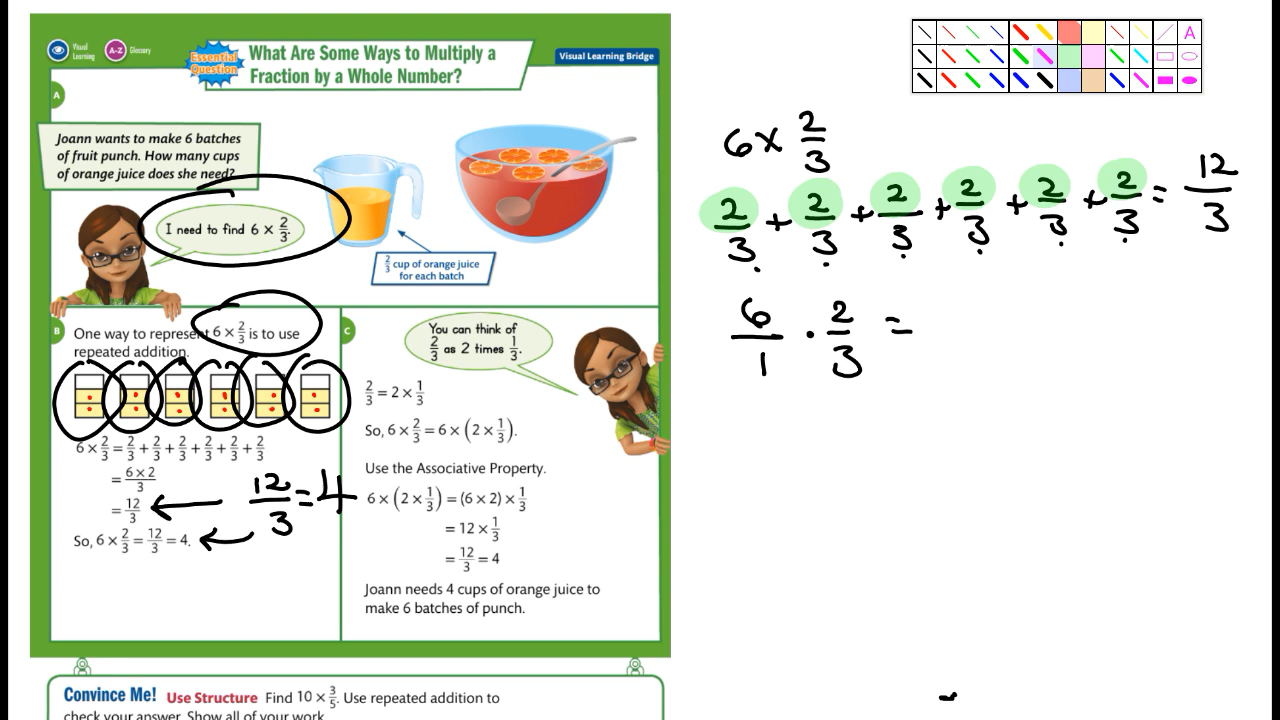 Visual Learning
A-Z Glossary
Essential Question
What Are Some Ways to Multiply a
Fraction by a Whole Number?
Visual Learning Bridge
A
Joann wants to make 6 batches
of fruit punch. How many cups
of orange juice does she need?
I need to find 6 × 2/3.
2/3 cup of orange juice
for each batch
B
One way to represent 6 × 2/3 is to use
repeated addition.
6 × 2/3 = 2/3 + 2/3 + 2/3 + 2/3 + 2/3 + 2/3
= 6 × 2/3
= 12/3
12/3 = 4
So, 6 × 2/3 = 12/3 = 4.
C
You can think of
2/3 as 2 times 1/3.
2/3 = 2 × 1/3
So, 6 × 2/3 = 6 × (2 × 1/3).
Use the Associative Property.
6 × (2 × 1/3) = (6 × 2) × 1/3
= 12 × 1/3
= 12/3 = 4
Joann needs 4 cups of orange juice to
make 6 batches of punch.
Convince Me! Use Structure Find 10 × 3/5. Use repeated addition to
check your answer. Show all of your work.
A
6 × 2/3
2/3 + 2/3 + 2/3 + 2/3 + 2/3 + 2/3 = 12/3
6/1 · 2/3 =